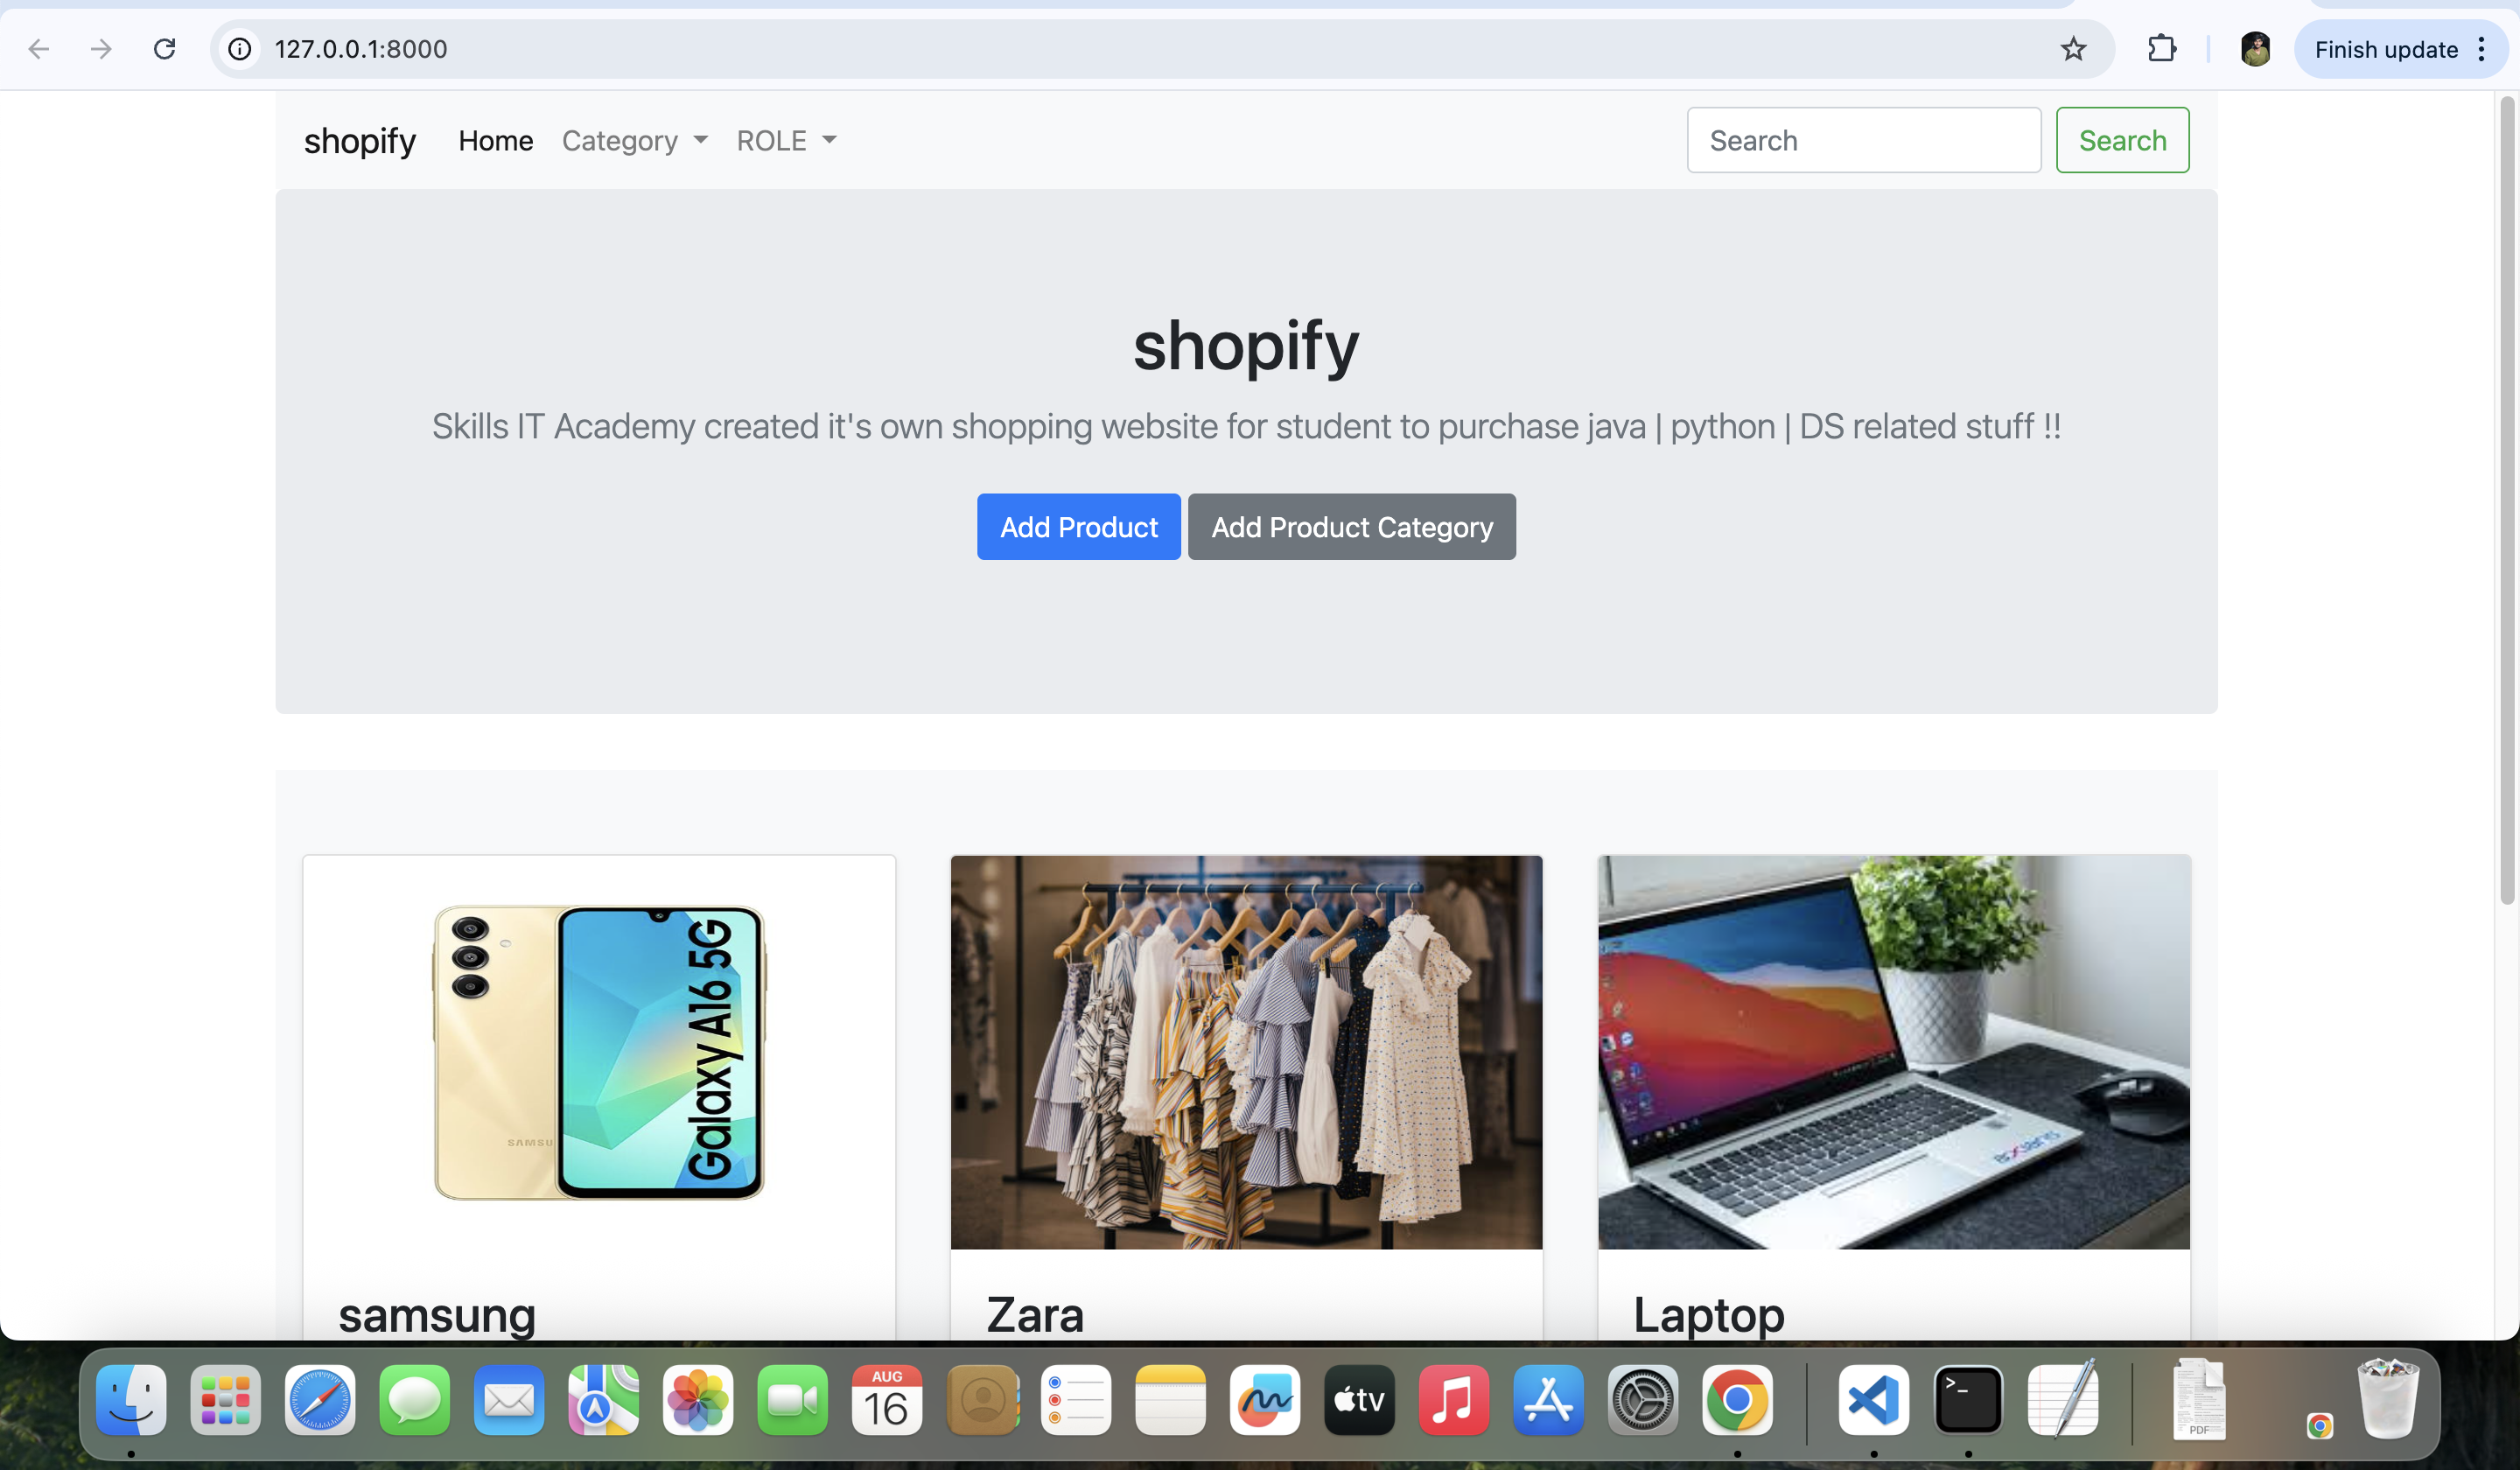 127.0.0.1:8000
Finish update
shopify Home Category ROLE Search Search
shopify
Skills IT Academy created it's own shopping website for student to purchase java | python | DS related stuff !!
Add Product Add Product Category
Galaxy A16 5G
SAMSU
samsung Zara Laptop
AUG
16
tv
PDF